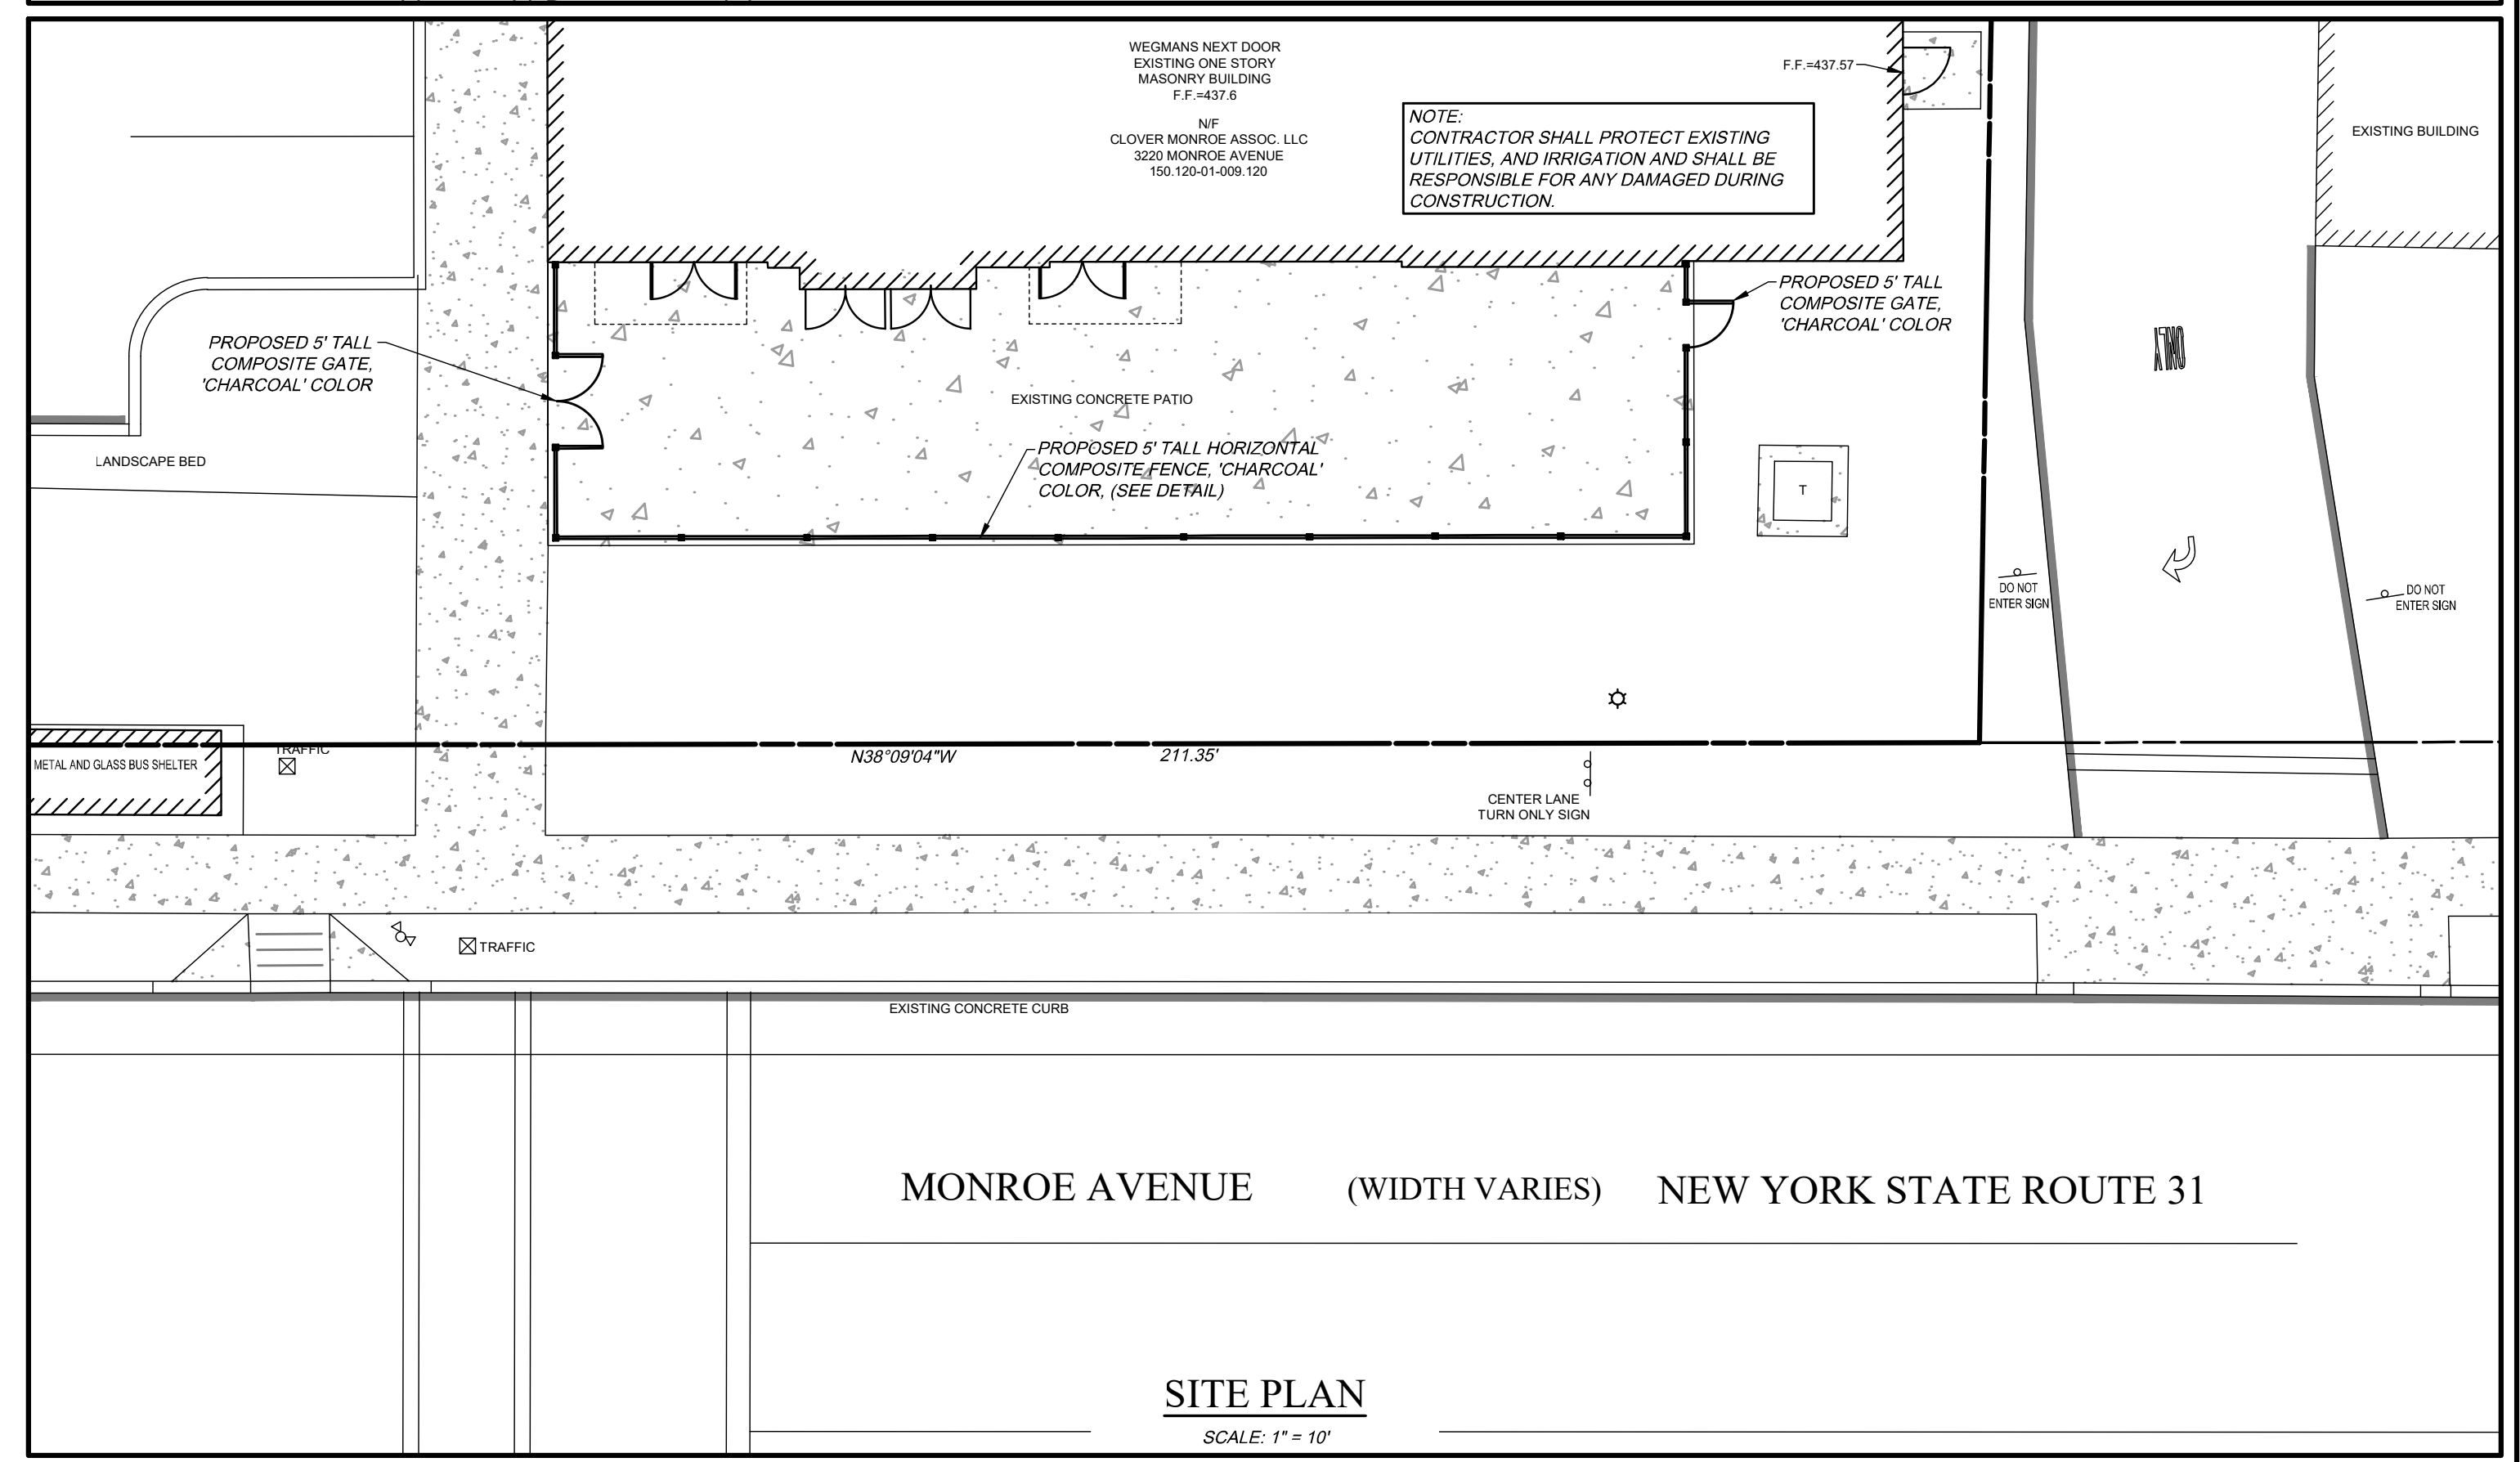 WEGMANS NEXT DOOR
EXISTING ONE STORY
MASONRY BUILDING
F.F.=437.6
N/F
CLOVER MONROE ASSOC. LLC
3220 MONROE AVENUE
150.120-01-009.120
F.F.=437.57
NOTE:
CONTRACTOR SHALL PROTECT EXISTING
UTILITIES, AND IRRIGATION AND SHALL BE
RESPONSIBLE FOR ANY DAMAGED DURING
CONSTRUCTION.
EXISTING BUILDING
PROPOSED 5' TALL
COMPOSITE GATE,
'CHARCOAL' COLOR
PROPOSED 5' TALL
COMPOSITE GATE,
'CHARCOAL' COLOR
ONLY
EXISTING CONCRETE PATIO
PROPOSED 5' TALL HORIZONTAL
COMPOSITE FENCE, 'CHARCOAL'
COLOR, (SEE DETAIL)
LANDSCAPE BED
T
DO NOT
ENTER SIGN
DO NOT
ENTER SIGN
TRAFFIC
METAL AND GLASS BUS SHELTER
N38°09'04"W
211.35'
CENTER LANE
TURN ONLY SIGN
TRAFFIC
EXISTING CONCRETE CURB
MONROE AVENUE (WIDTH VARIES) NEW YORK STATE ROUTE 31
SITE PLAN
SCALE: 1" = 10'